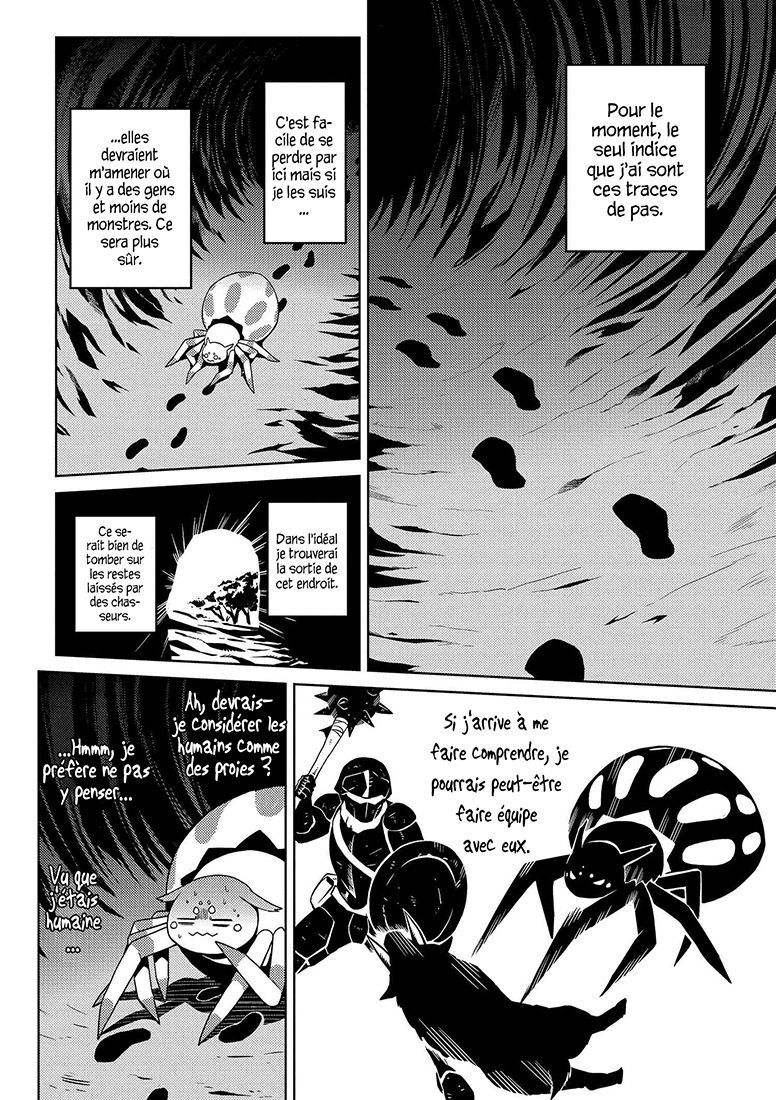 Pour le
moment, le
seul indice
que j'ai sont
ces traces
de pas.
C'est fa-
cile de se
perdre par
ici mais si
je les suis
...
...elles
devraient
m'amener où
il y a des gens
et moins de
monstres. Ce
sera plus
sûr.
Dans l'idéal
je trouverai
la sortie de
cet endroit.
Ce se-
rait bien de
tomber sur
les restes
laissés par
des chas-
seurs.
Si j'arrive à me
faire comprendre, je
pourrais peut-être
faire équipe
avec eux.
Ah, devrais-
je considérer les
humains comme
des proies ?
...Hmmm, je
préfère ne pas
y penser...
Vu que
j'étais
humaine
...